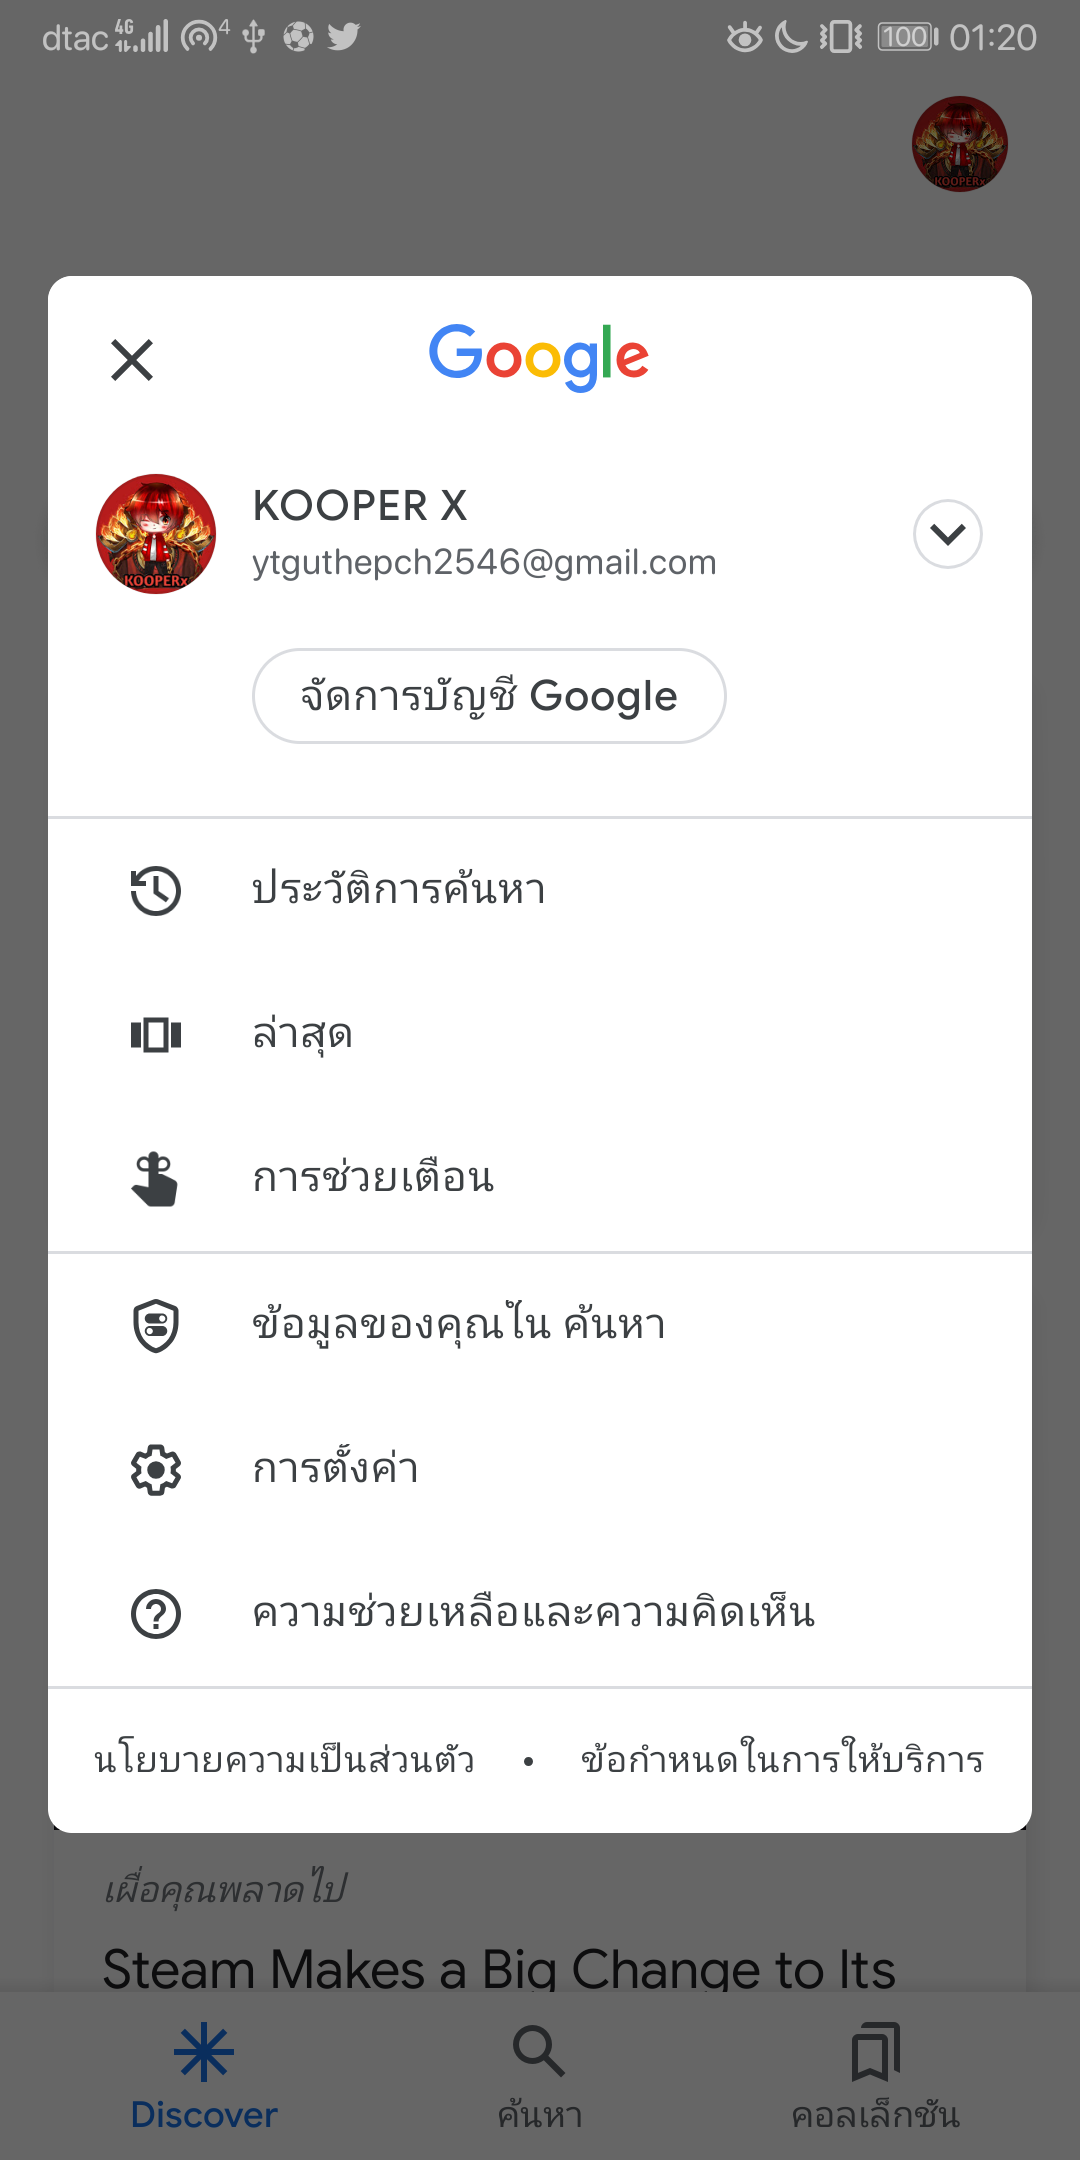 dtac 4G 4 100 01:20
KOOPERx
Google
KOOPER X
ytguthepch2546@gmail.com
KOOPERx
จัดการบัญชี Google
ประวัติการค้นหา
ล่าสุด
การช่วยเตือน
ข้อมูลของคุณใน ค้นหา
การตั้งค่า
ความช่วยเหลือและความคิดเห็น
นโยบายความเป็นส่วนตัว • ข้อกำหนดในการให้บริการ
เผื่อคุณพลาดไป
Steam Makes a Big Change to Its
Discover ค้นหา คอลเล็กชัน